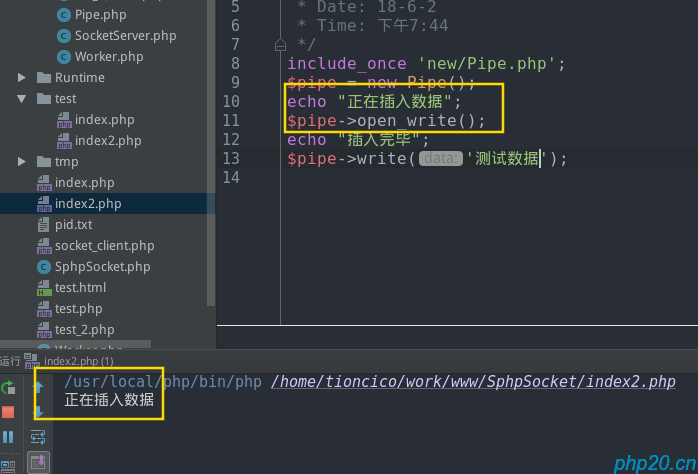 Pipe.php
SocketServer.php
Worker.php
Runtime
test
index.php
index2.php
tmp
index.php
index2.php
pid.txt
socket_client.php
SphpSocket.php
test.html
test.php
test_2.php
5 * Date: 18-6-2
6 * Time: 下午7:44
7 */
8 include_once 'new/Pipe.php';
9 $pipe = new Pipe();
10 echo "正在插入数据";
11 $pipe->open_write();
12 echo "插入完毕";
13 $pipe->write( data: '测试数据');
14
运行 index2.php (1)
/usr/local/php/bin/php /home/tioncico/work/www/SphpSocket/index2.php
正在插入数据
php20.cn